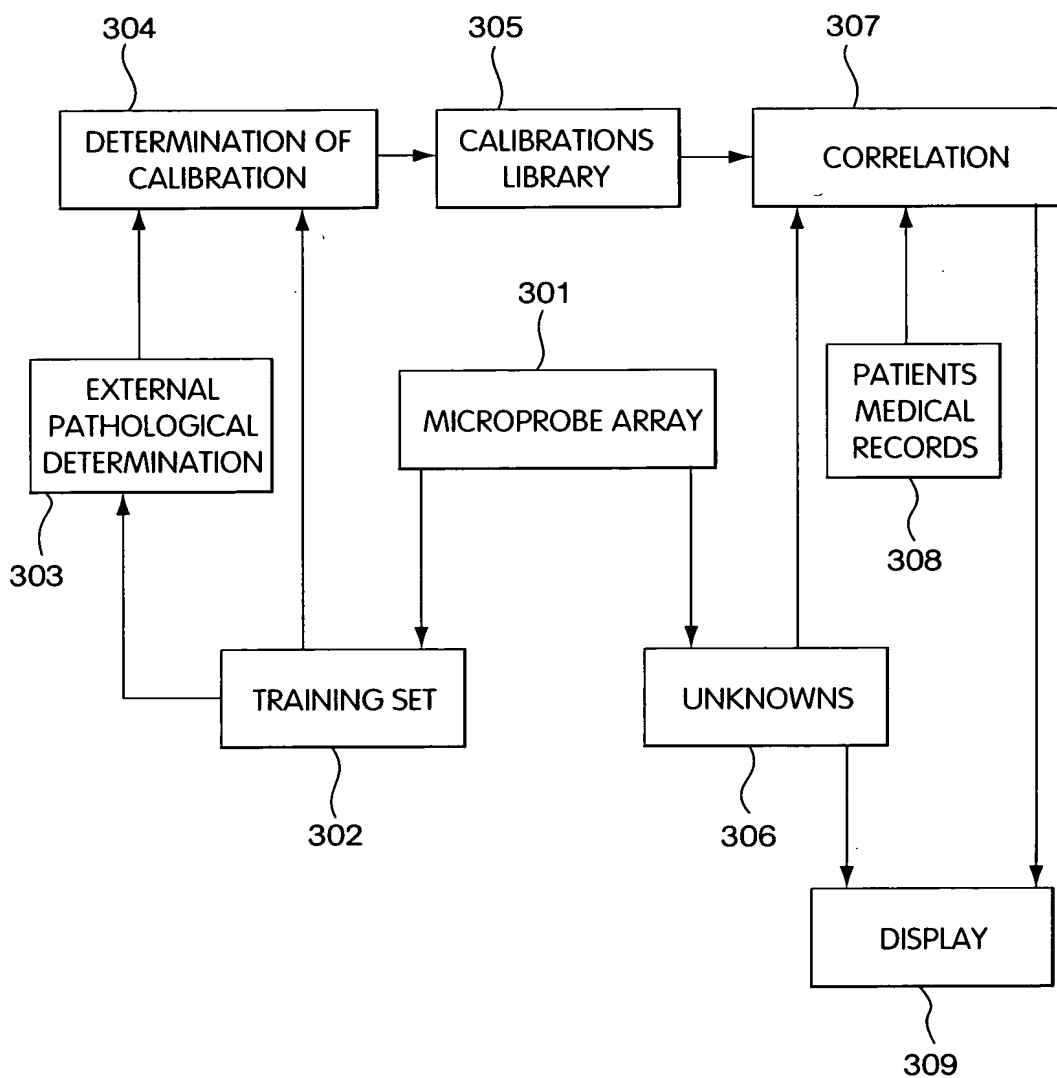 304
305
307
DETERMINATION OF
CALIBRATION
CALIBRATIONS
LIBRARY
CORRELATION
301
EXTERNAL
PATHOLOGICAL
DETERMINATION
MICROPROBE ARRAY
PATIENTS
MEDICAL
RECORDS
303
308
TRAINING SET
UNKNOWNS
302
306
DISPLAY
309